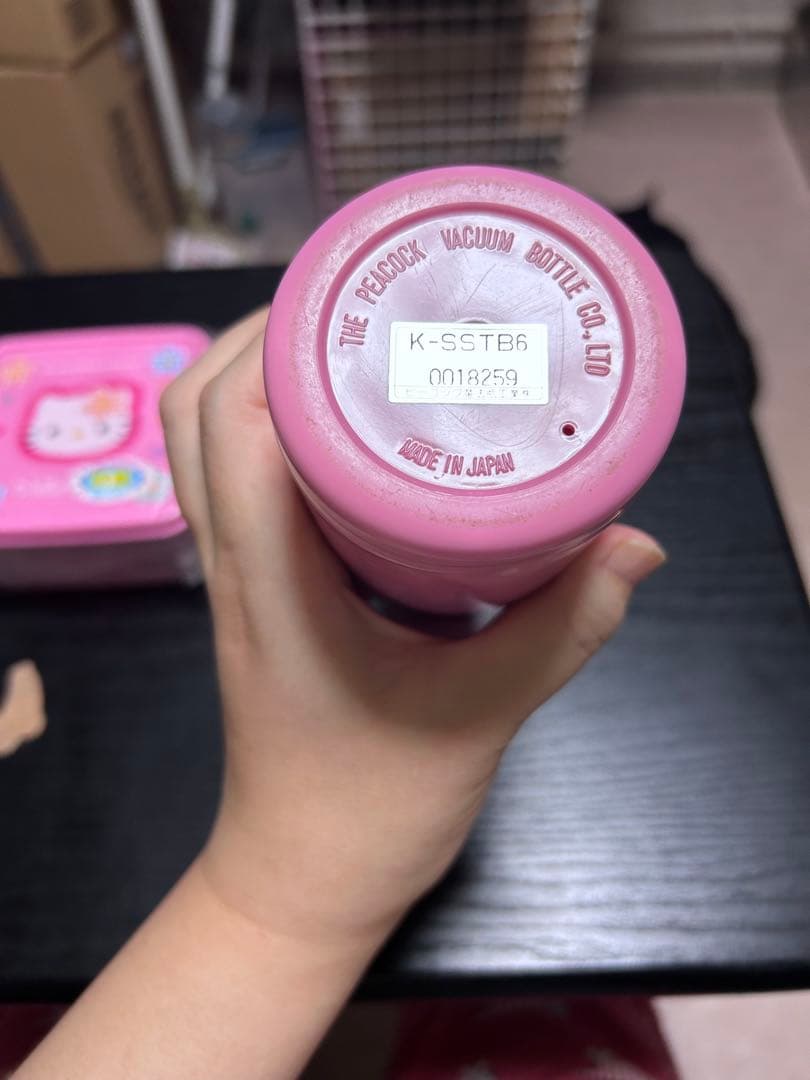 THE PEACOCK VACUUM BOTTLE CO., LTD
K-SSTB6
0018259
MADE IN JAPAN